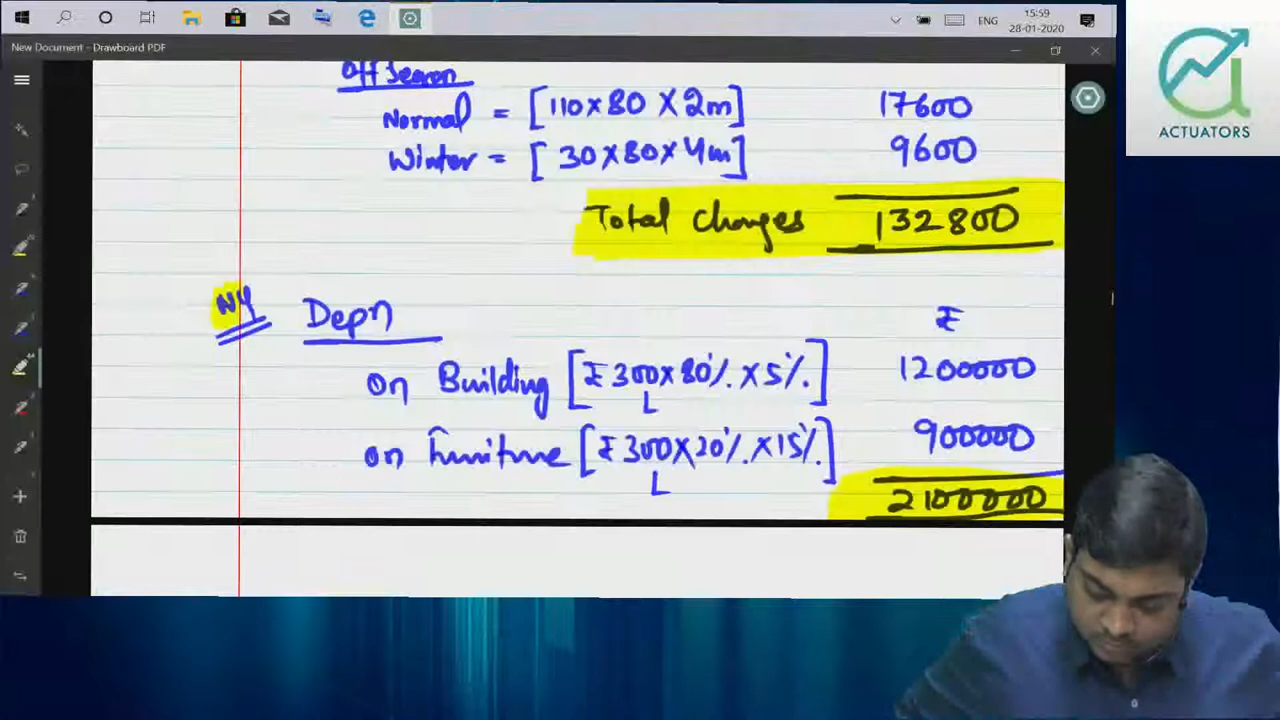 ENG
15:59
28-01-2020
New Document - Drawboard PDF
ACTUATORS
Off Season
Normal = [110 x 80 x 2m] 17600
Winter = [30 x 80 x 4m] 9600
Total Charges 132800
Depn ₹
on Building [₹300 x 80% x 5%] 1200000
L
on Furniture [₹300 x 20% x 15%] 900000
L
2100000